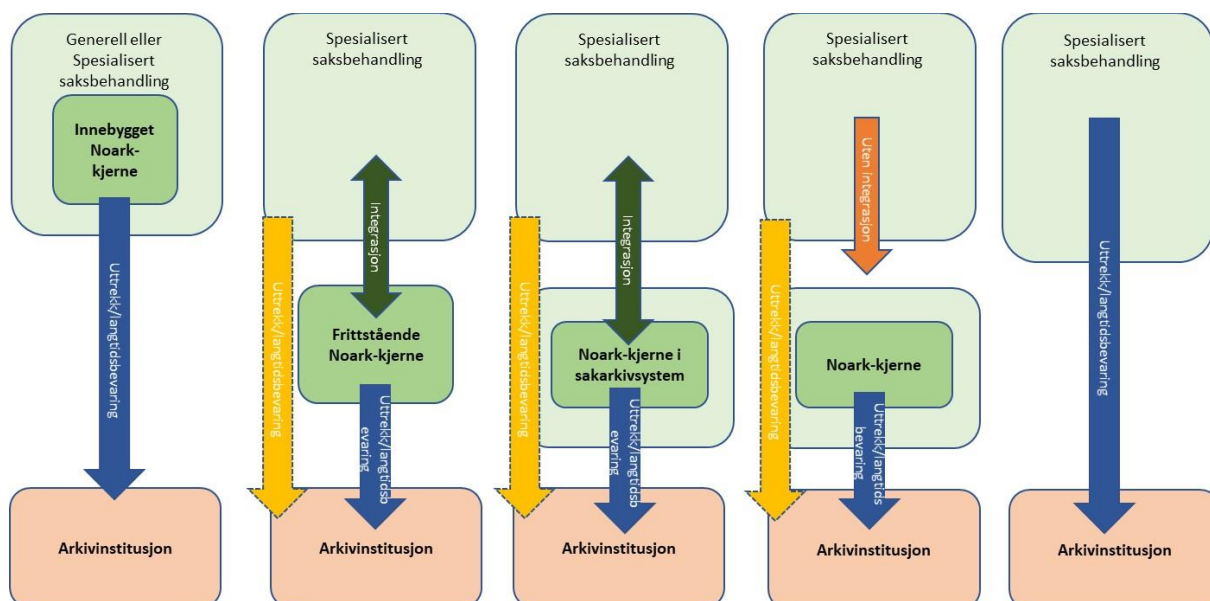 Generell eller
Spesialisert
saksbehandling
Innebygget
Noark-
kjerne
Uttrekk/langtidsbevaring
Arkivinstitusjon
Spesialisert
saksbehandling
Integrasjon
Uttrekk/langtidsbevaring
Frittstående
Noark-kjerne
Uttrekk/langtidsb
evaring
Arkivinstitusjon
Spesialisert
saksbehandling
Integrasjon
Uttrekk/langtidsbevaring
Noark-kjerne i
sakarkivsystem
Uttrekk/langtidsb
evaring
Arkivinstitusjon
Spesialisert
saksbehandling
Uten integrasjon
Uttrekk/langtidsbevaring
Noark-kjerne
Uttrekk/langtids
bevaring
Arkivinstitusjon
Spesialisert
saksbehandling
Uttrekk/langtidsbevaring
Arkivinstitusjon